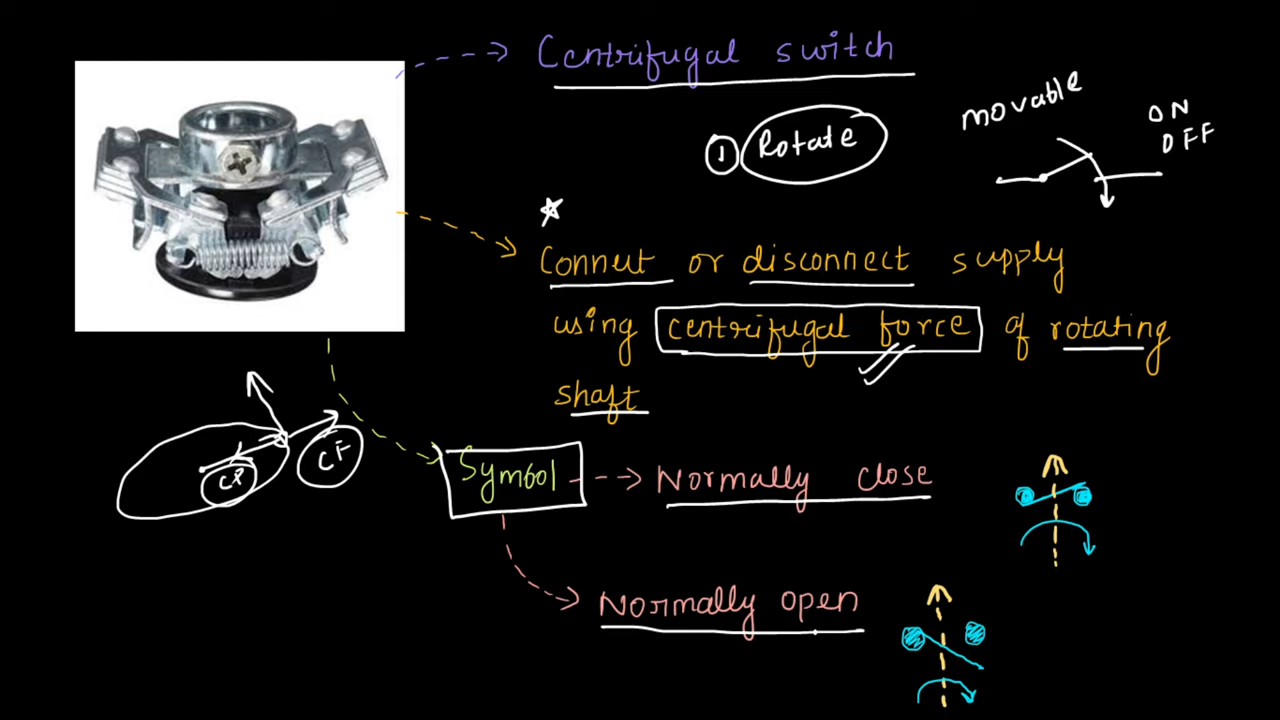 Centrifugal switch
movable
ON
OFF
① Rotate
Connect or disconnect supply
using centrifugal force of rotating
shaft
CP
CF
Symbol
Normally close
Normally open